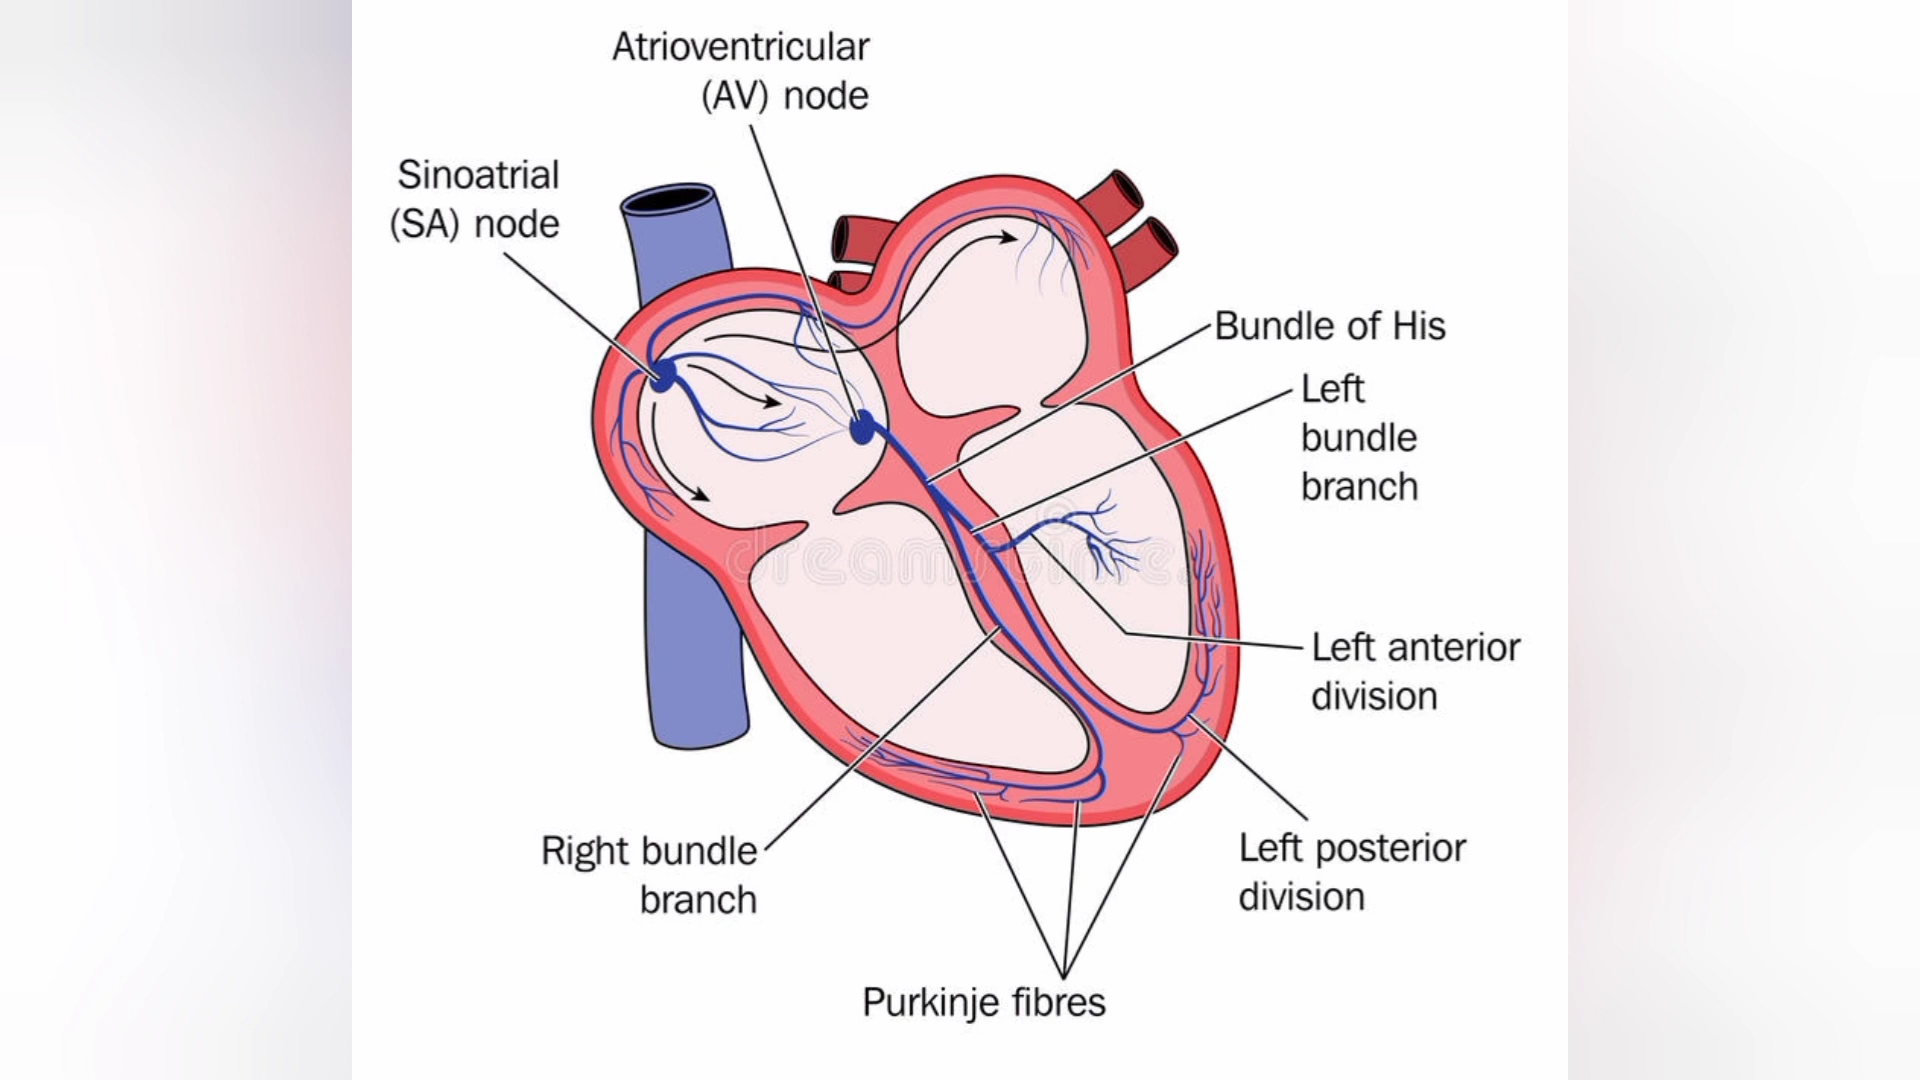 Atrioventricular
(AV) node
Sinoatrial
(SA) node
Bundle of His
Left
bundle
branch
dreamstime.
Left anterior
division
Right bundle
branch
Left posterior
division
Purkinje fibres